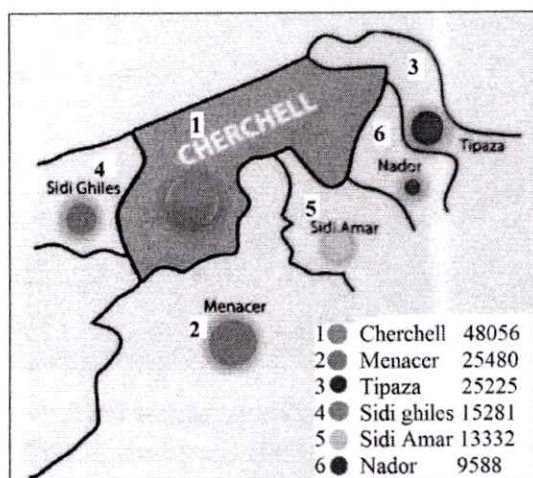 3
1
CHERCHELL
6
Tipaza
4
Sidi Ghiles
Nador
5
Sidi Amar
Menacer
2
1 Cherchell 48056
2 Menacer 25480
3 Tipaza 25225
4 Sidi ghiles 15281
5 Sidi Amar 13332
6 Nador 9588